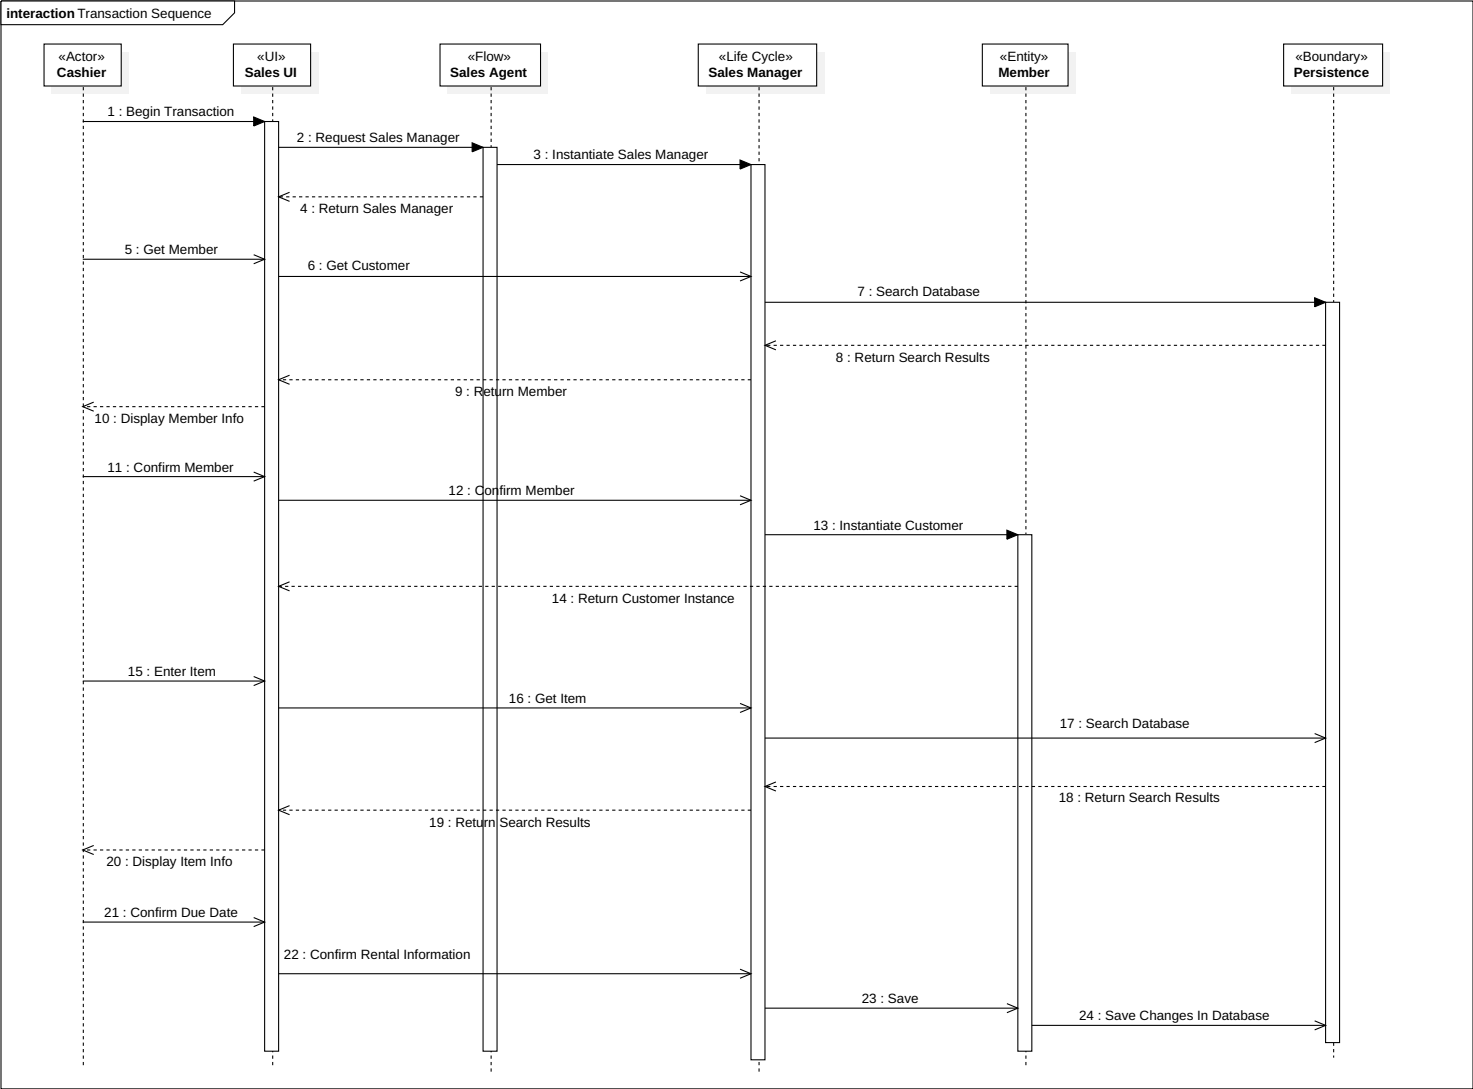 interaction Transaction Sequence
«Actor»
Cashier
«UI»
Sales UI
«Flow»
Sales Agent
«Life Cycle»
Sales Manager
«Entity»
Member
«Boundary»
Persistence
1 : Begin Transaction
2 : Request Sales Manager
3 : Instantiate Sales Manager
4 : Return Sales Manager
5 : Get Member
6 : Get Customer
7 : Search Database
8 : Return Search Results
9 : Return Member
10 : Display Member Info
11 : Confirm Member
12 : Confirm Member
13 : Instantiate Customer
14 : Return Customer Instance
15 : Enter Item
16 : Get Item
17 : Search Database
18 : Return Search Results
19 : Return Search Results
20 : Display Item Info
21 : Confirm Due Date
22 : Confirm Rental Information
23 : Save
24 : Save Changes In Database